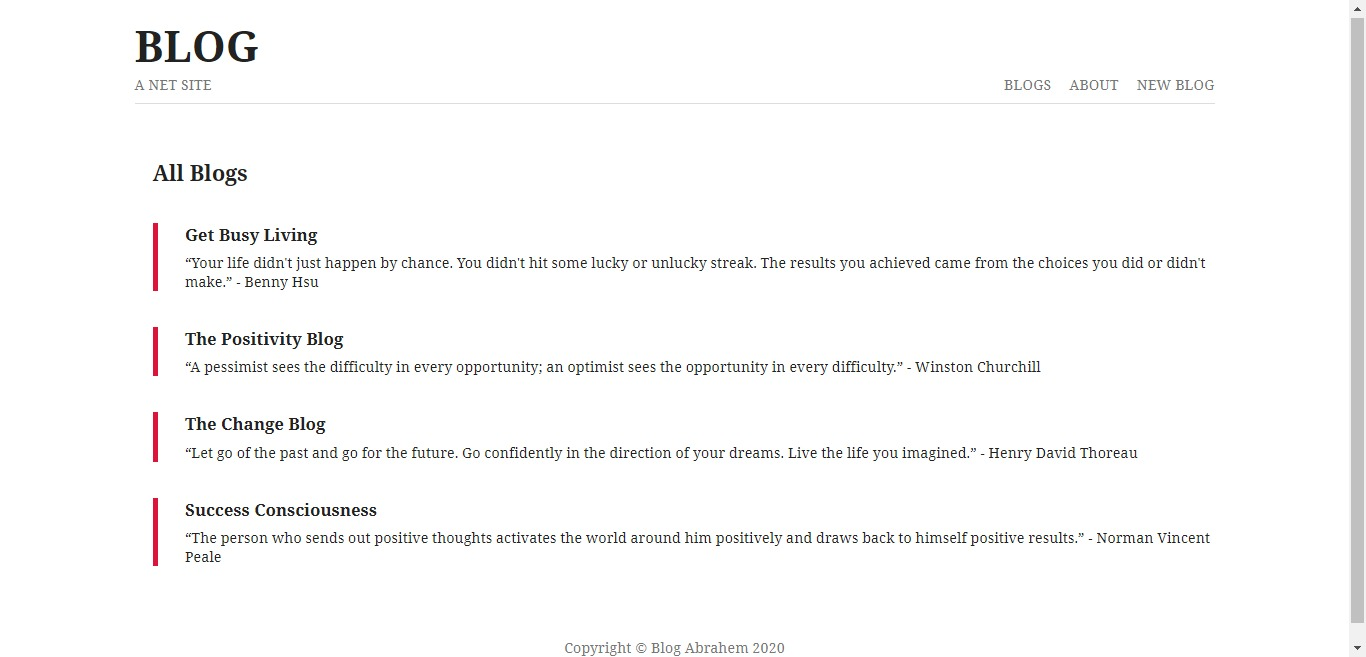 BLOG
A NET SITE
BLOGS ABOUT NEW BLOG
All Blogs
Get Busy Living
“Your life didn't just happen by chance. You didn't hit some lucky or unlucky streak. The results you achieved came from the choices you did or didn't
make.” - Benny Hsu
The Positivity Blog
“A pessimist sees the difficulty in every opportunity; an optimist sees the opportunity in every difficulty.” - Winston Churchill
The Change Blog
“Let go of the past and go for the future. Go confidently in the direction of your dreams. Live the life you imagined.” - Henry David Thoreau
Success Consciousness
“The person who sends out positive thoughts activates the world around him positively and draws back to himself positive results.” - Norman Vincent
Peale
Copyright © Blog Abrahem 2020